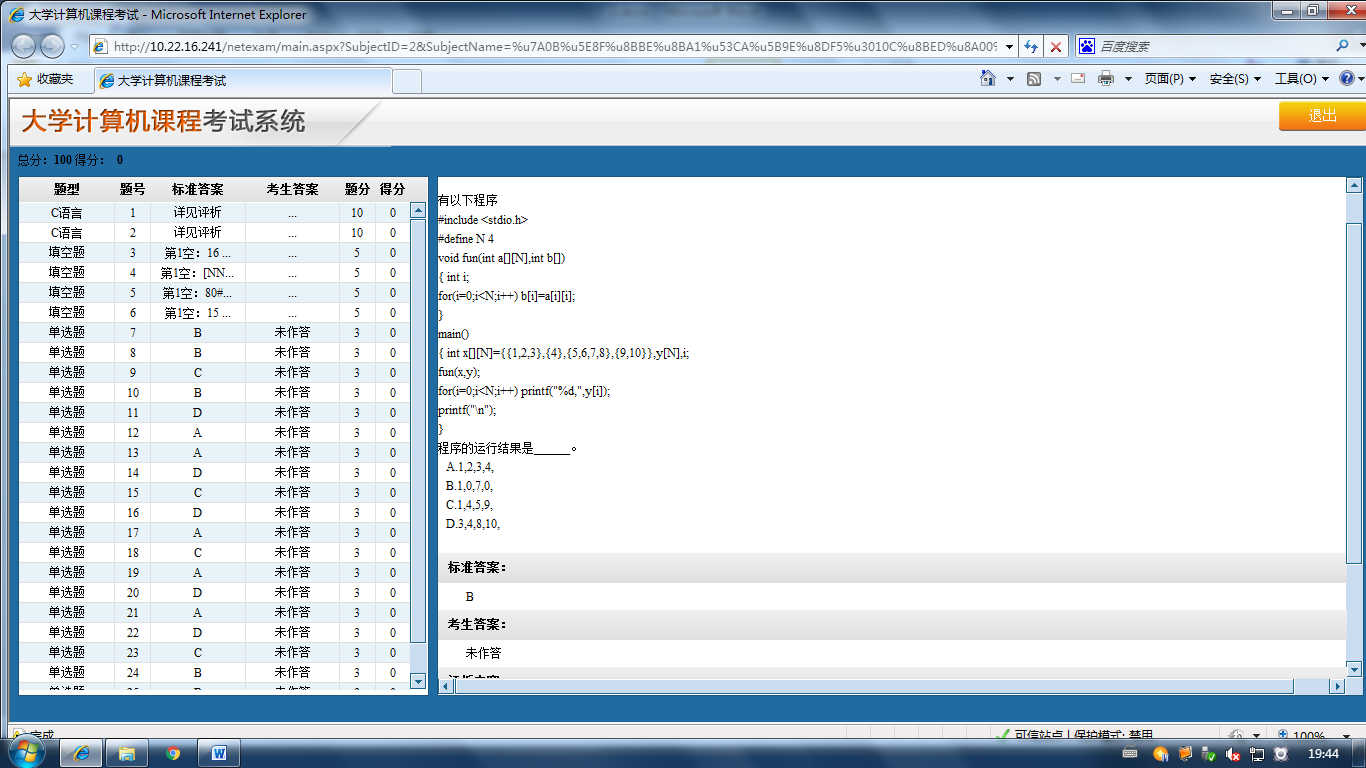 大学计算机课程考试 - Microsoft Internet Explorer
http://10.22.16.241/netexam/main.aspx?SubjectID=2&SubjectName=%u7A0B%u5E8F%u8BBE%u8BA1%u53CA%u5B9E%u8DF5%u3010C%u8BED%u8A00%
百度搜索
收藏夹
大学计算机课程考试
页面(P)
安全(S)
工具(O)
大学计算机课程考试系统
退出
总分：100 得分： 0
题型 题号 标准答案 考生答案 题分 得分
C语言 1 详见评析 ... 10 0
C语言 2 详见评析 ... 10 0
填空题 3 第1空：16 ... ... 5 0
填空题 4 第1空：[NN... ... 5 0
填空题 5 第1空：80#... ... 5 0
填空题 6 第1空：15 ... ... 5 0
单选题 7 B 未作答 3 0
单选题 8 B 未作答 3 0
单选题 9 C 未作答 3 0
单选题 10 B 未作答 3 0
单选题 11 D 未作答 3 0
单选题 12 A 未作答 3 0
单选题 13 A 未作答 3 0
单选题 14 D 未作答 3 0
单选题 15 C 未作答 3 0
单选题 16 D 未作答 3 0
单选题 17 A 未作答 3 0
单选题 18 C 未作答 3 0
单选题 19 A 未作答 3 0
单选题 20 D 未作答 3 0
单选题 21 A 未作答 3 0
单选题 22 D 未作答 3 0
单选题 23 C 未作答 3 0
单选题 24 B 未作答 3 0
有以下程序
#include <stdio.h>
#define N 4
void fun(int a[][N],int b[])
{ int i;
for(i=0;i<N;i++) b[i]=a[i][i];
}
main()
{ int x[][N]={{1,2,3},{4},{5,6,7,8},{9,10}},y[N],i;
fun(x,y);
for(i=0;i<N;i++) printf("%d,",y[i]);
printf("\n");
}
程序的运行结果是______。
A.1,2,3,4,
B.1,0,7,0,
C.1,4,5,9,
D.3,4,8,10,
标准答案：
B
考生答案：
未作答
完成
可信站点 | 保护模式: 禁用
100%
19:44